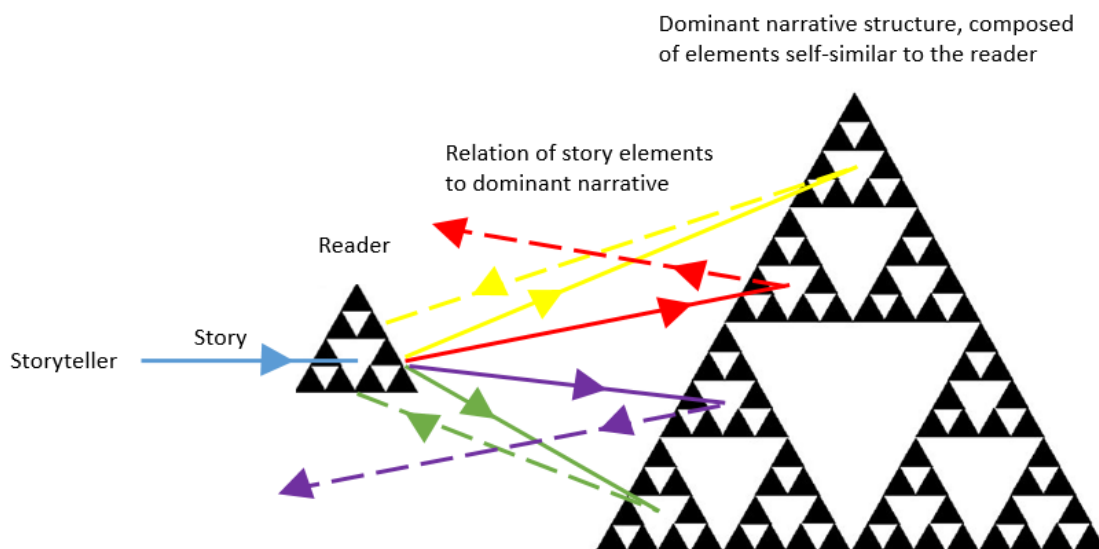 Dominant narrative structure, composed
of elements self-similar to the reader
Relation of story elements
to dominant narrative
Reader
Story
Storyteller